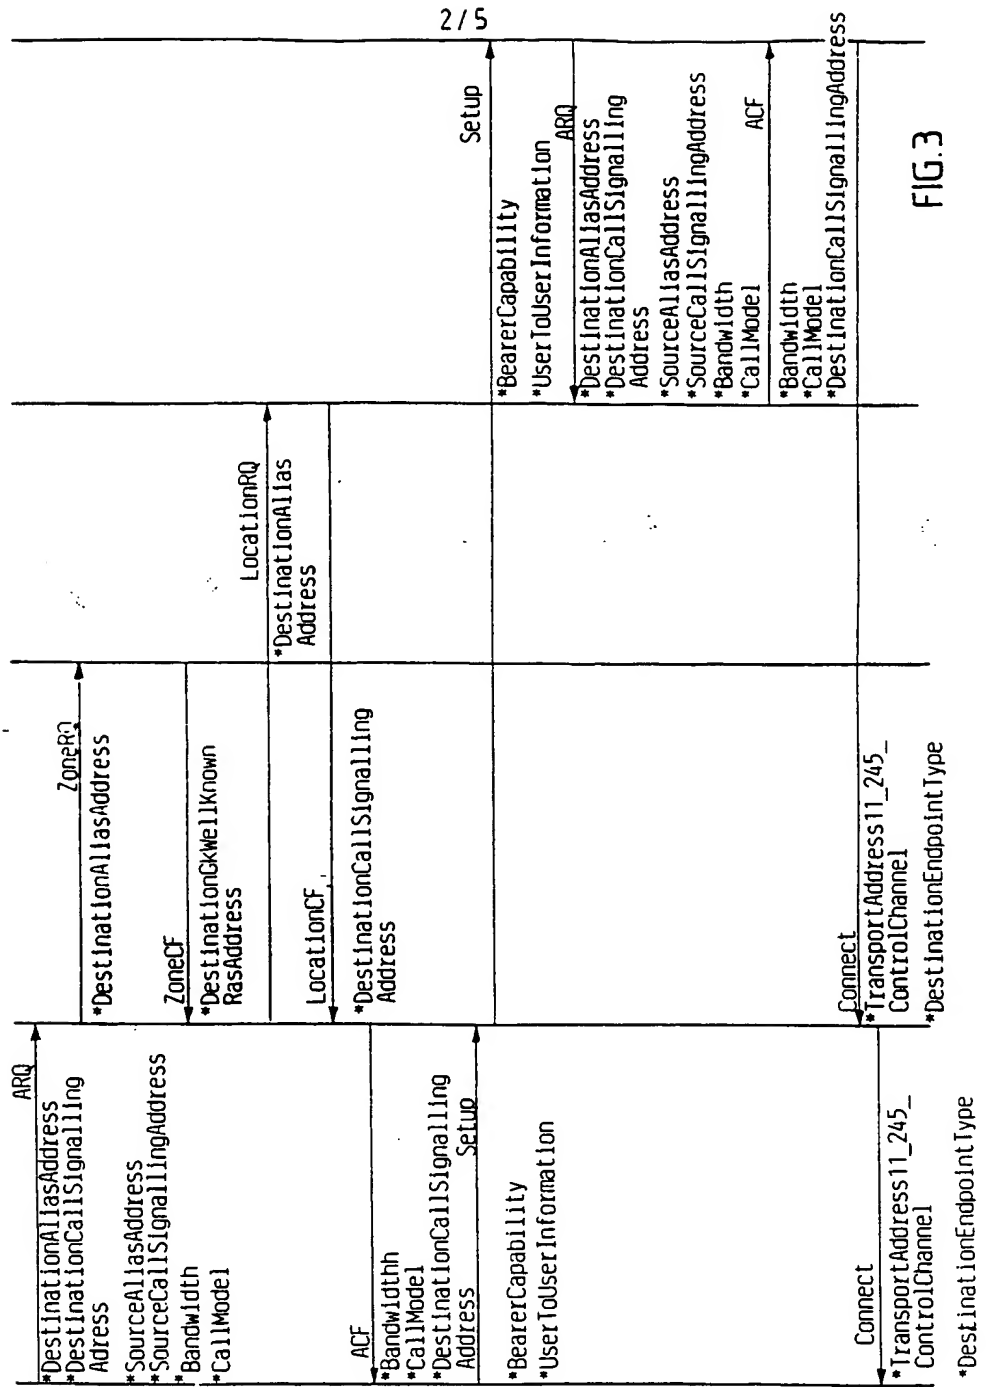 2/5
ARQ
*DestinationAliasAddress
*DestinationCallSignalling
Adress
*SourceAliasAddress
*SourceCallSignallingAddress
*Bandwidth
*CallModel
ZoneRQ
*DestinationAliasAddress
ZoneCF
*DestinationGkWellKnown
RasAddress
LocationRQ
*DestinationAlias
Address
LocationCF
*DestinationCallSignalling
Address
ACF
*Bandwidthh
*CallModel
*DestinationCallSignalling
Address
Setup
*BearerCapability
*UserToUserInformation
Setup
*BearerCapability
*UserToUserInformation
ARQ
*DestinationAliasAddress
*DestinationCallSignalling
Address
*SourceAliasAddress
*SourceCallSignallingAddress
*Bandwidth
*CallModel
ACF
*Bandwidth
*CallModel
*DestinationCallSignallingAddress
Connect
*TransportAddress11_245_
ControlChannel
*DestinationEndpointType
Connect
*TransportAddress11_245_
ControlChannel
*DestinationEndpointType
FIG.3